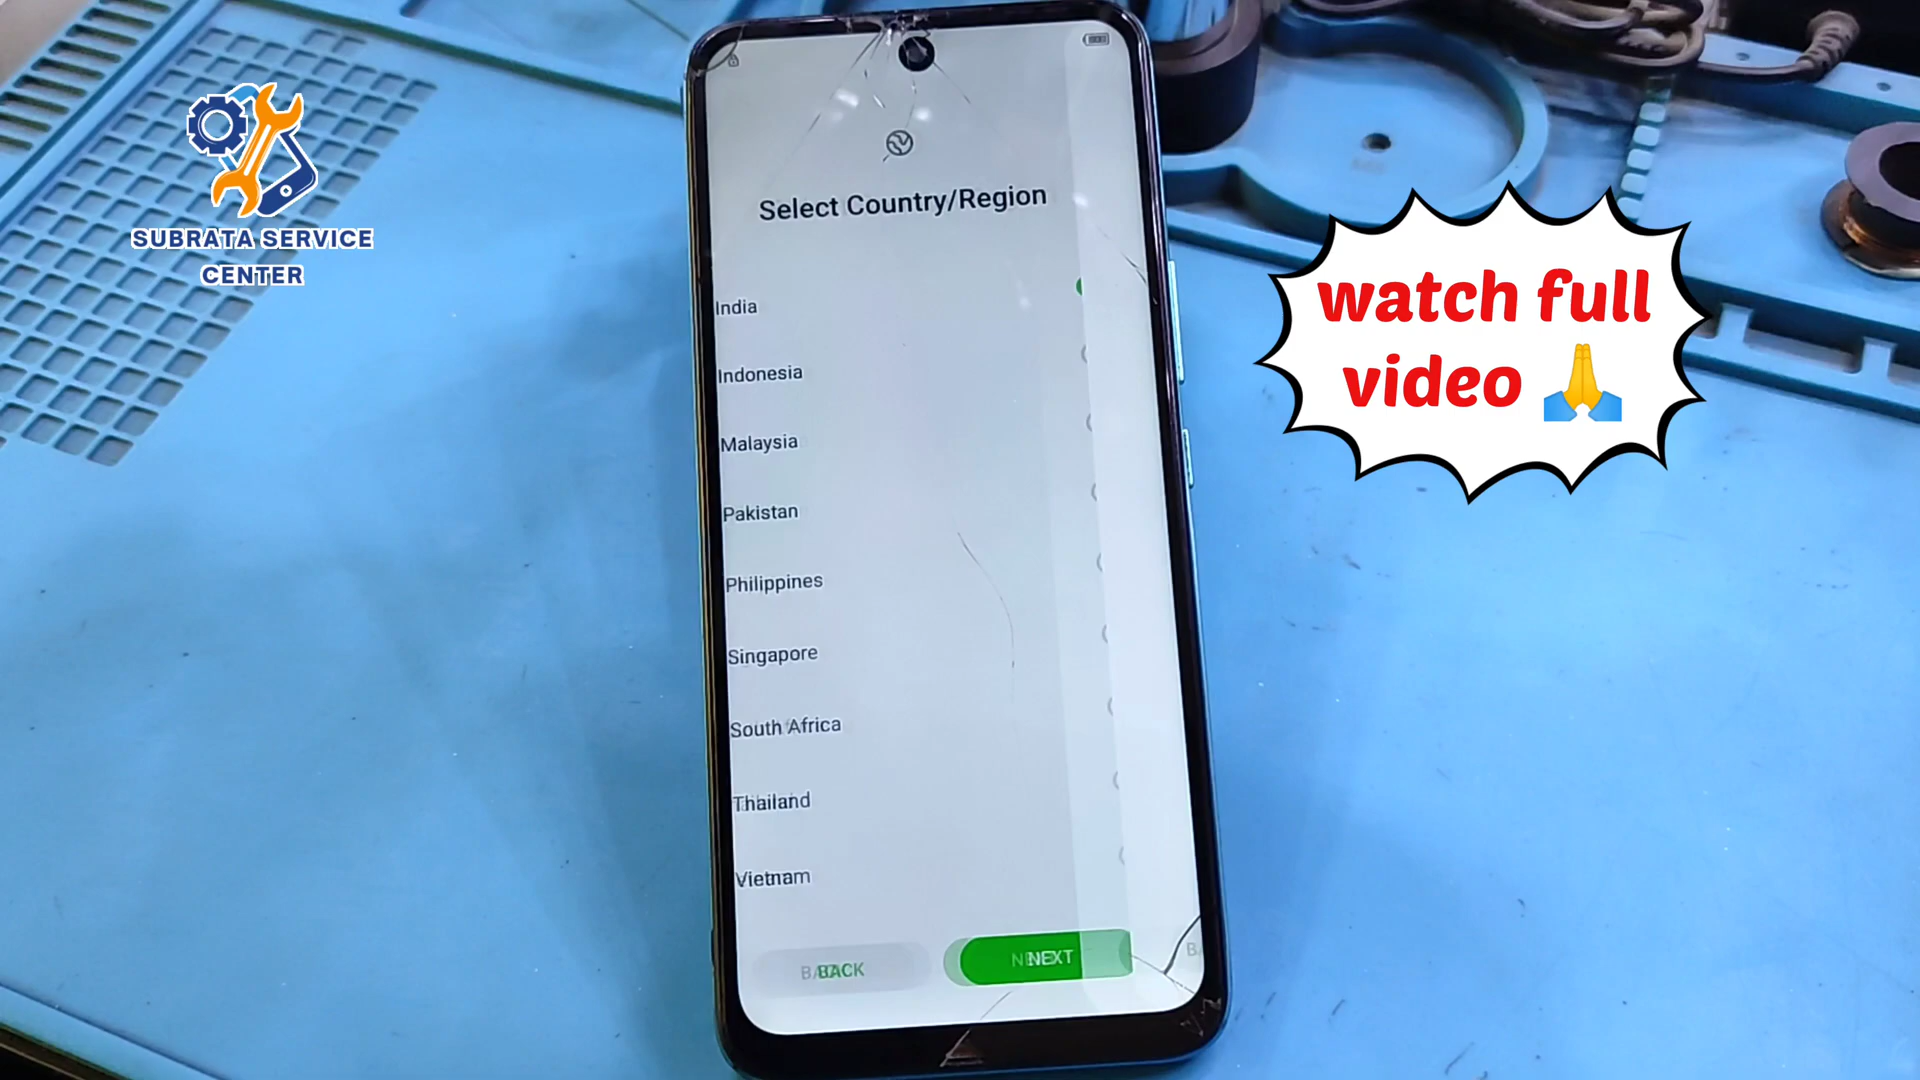 SUBRATA SERVICE
CENTER
Select Country/Region
India
Indonesia
Malaysia
Pakistan
Philippines
Singapore
South Africa
Thailand
Vietnam
BACK
NEXT
watch full
video 🙏